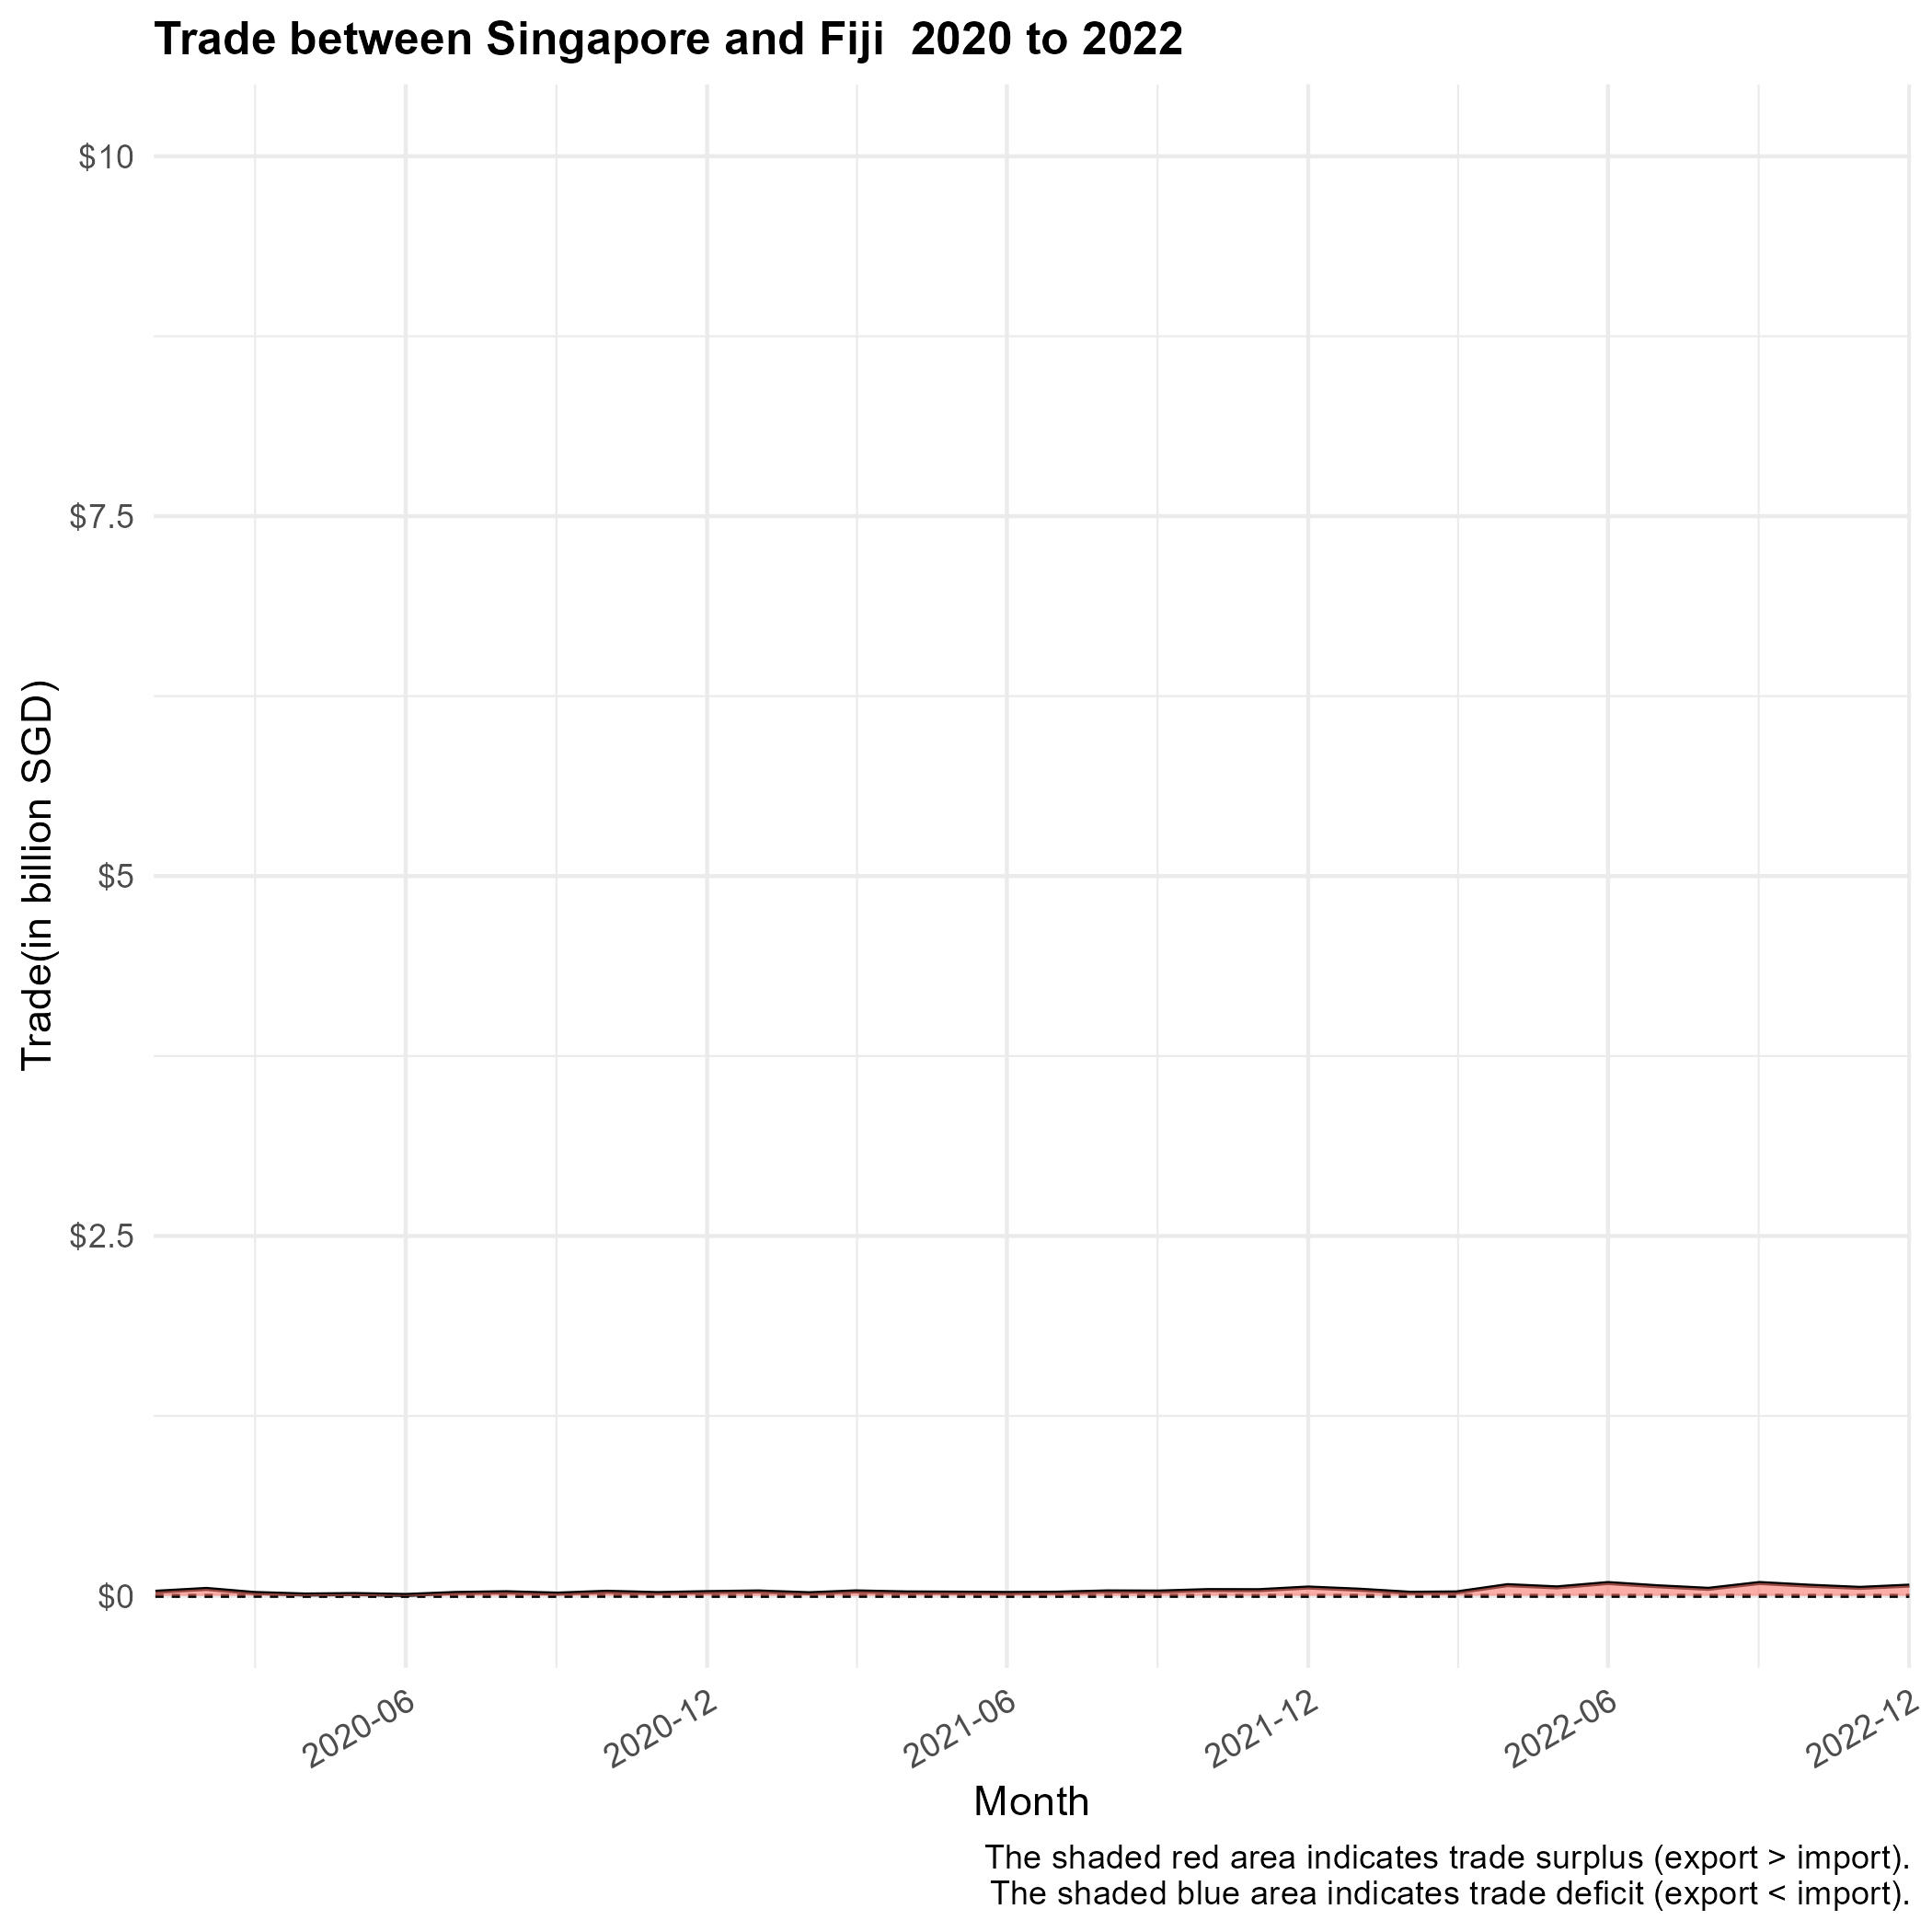 Trade between Singapore and Fiji  2020 to 2022
Trade(in billion SGD)
$10
$7.5
$5
$2.5
$0
2020-06
2020-12
2021-06
2021-12
2022-06
2022-12
Month
The shaded red area indicates trade surplus (export > import).
The shaded blue area indicates trade deficit (export < import).